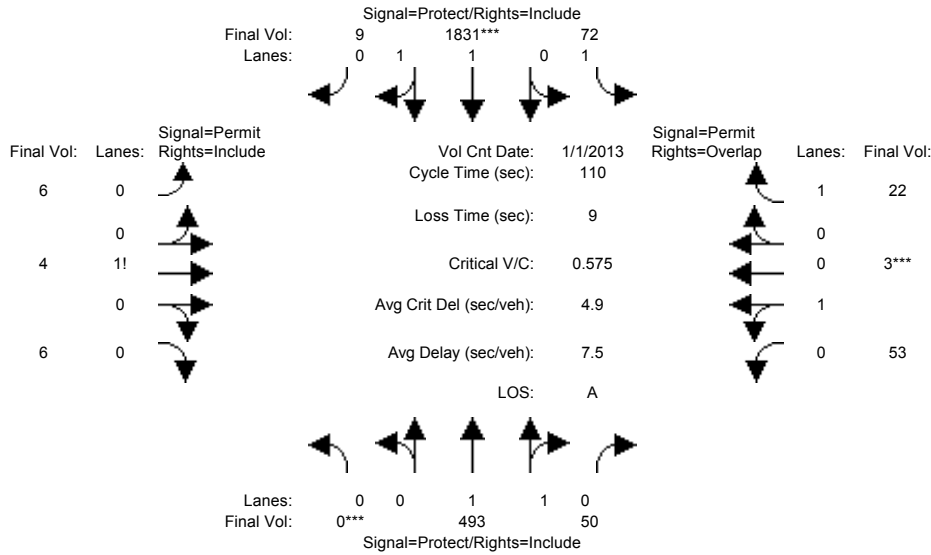 Signal=Protect/Rights=Include
Final Vol: 9 1831*** 72
Lanes: 0 1 1 0 1
Signal=Permit Signal=Permit
Final Vol: Lanes: Rights=Include Vol Cnt Date: 1/1/2013 Rights=Overlap Lanes: Final Vol:
Cycle Time (sec): 110
6 0 1 22
Loss Time (sec): 9
0 0
4 1! Critical V/C: 0.575 0 3***
0 Avg Crit Del (sec/veh): 4.9 1
6 0 Avg Delay (sec/veh): 7.5 0 53
LOS: A
Lanes: 0 0 1 1 0
Final Vol: 0*** 493 50
Signal=Protect/Rights=Include